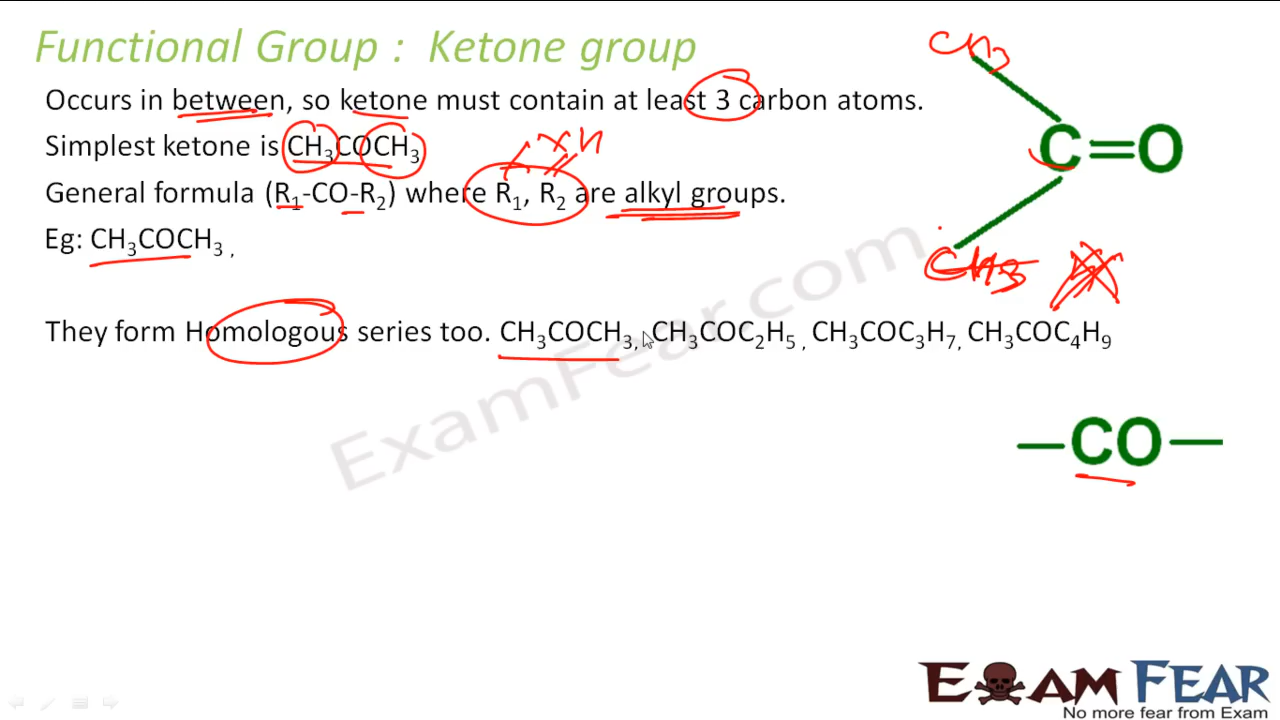 Functional Group : Ketone group
Occurs in between, so ketone must contain at least 3 carbon atoms.
Simplest ketone is CH₃COCH₃
General formula (R₁-CO-R₂) where R₁, R₂ are alkyl groups.
Eg: CH₃COCH₃ ,
They form Homologous series too. CH₃COCH₃, CH₃COC₂H₅ , CH₃COC₃H₇, CH₃COC₄H₉
CH3
C=O
CH3
XH
—CO—
ExamFear.com
EXAM FEAR
No more fear from Exam